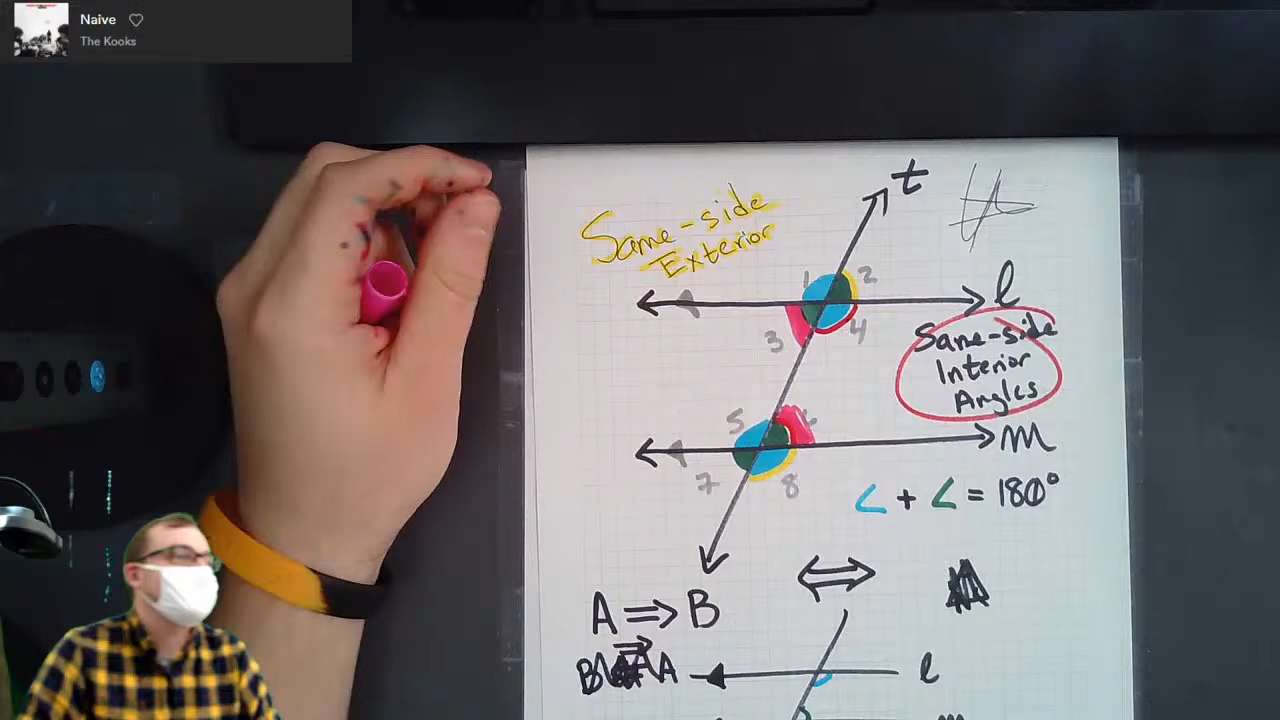 Naive
The Kooks
t
Same-side
Exterior
1 2
l
3 4
Same-side
Interior
Angles
5 6
m
7 8
∠ + ∠ = 180°
⇔
A ⇒ B
B A
l
m